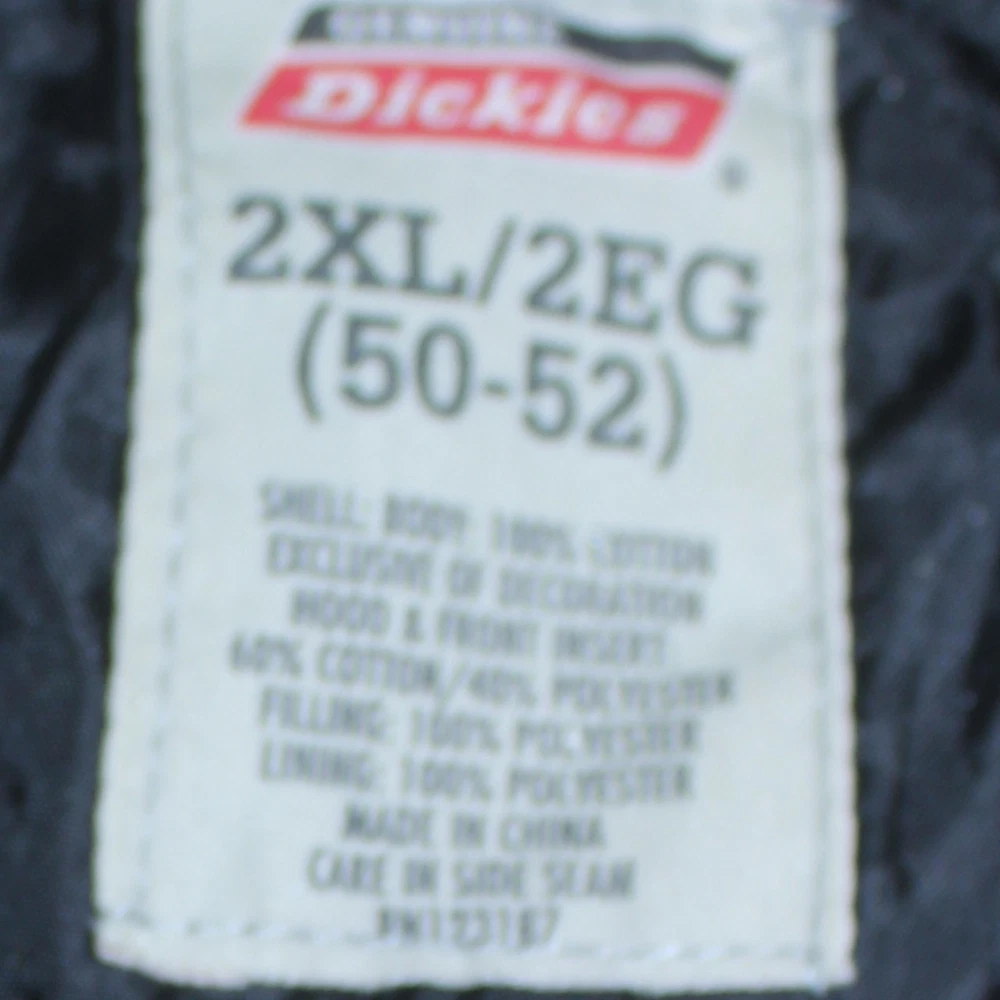 GENUINE
Dickies
®
2XL/2EG
(50-52)
SHELL: BODY: 100% COTTON
EXCLUSIVE OF DECORATION
HOOD & FRONT INSERT
60% COTTON/40% POLYESTER
FILLING: 100% POLYESTER
LINING: 100% POLYESTER
MADE IN CHINA
CARE IN SIDE SEAM